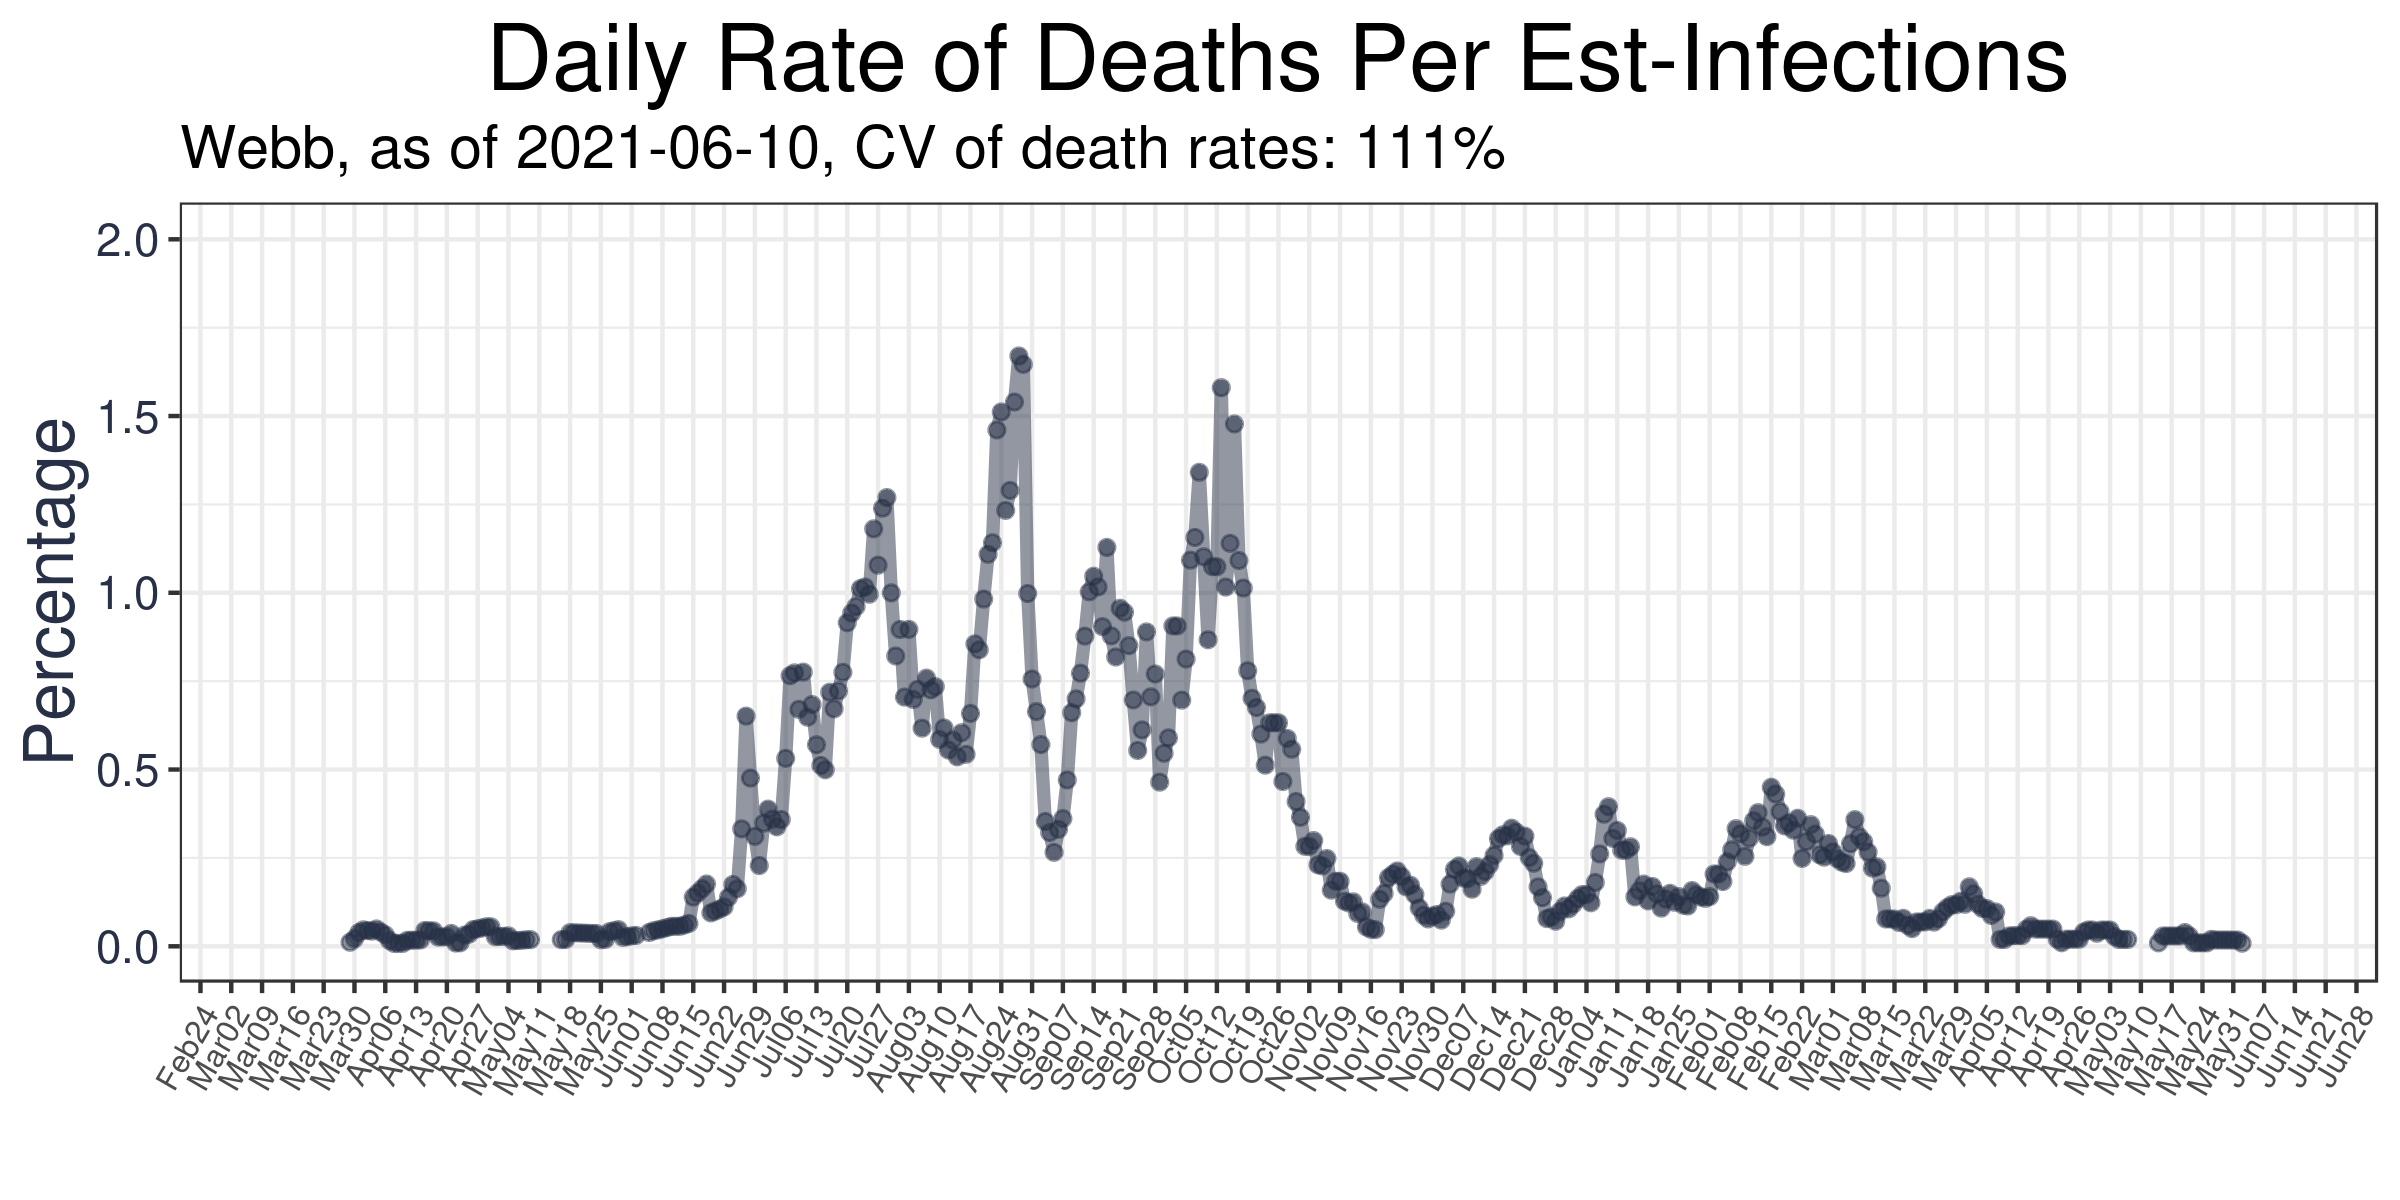 Daily Rate of Deaths Per Est-Infections
Webb, as of 2021-06-10, CV of death rates: 111%
Percentage
2.0
1.5
1.0
0.5
0.0
Feb24
Mar02
Mar09
Mar16
Mar23
Mar30
Apr06
Apr13
Apr20
Apr27
May04
May11
May18
May25
Jun01
Jun08
Jun15
Jun22
Jun29
Jul06
Jul13
Jul20
Jul27
Aug03
Aug10
Aug17
Aug24
Aug31
Sep07
Sep14
Sep21
Sep28
Oct05
Oct12
Oct19
Oct26
Nov02
Nov09
Nov16
Nov23
Nov30
Dec07
Dec14
Dec21
Dec28
Jan04
Jan11
Jan18
Jan25
Feb01
Feb08
Feb15
Feb22
Mar01
Mar08
Mar15
Mar22
Mar29
Apr05
Apr12
Apr19
Apr26
May03
May10
May17
May24
May31
Jun07
Jun14
Jun21
Jun28